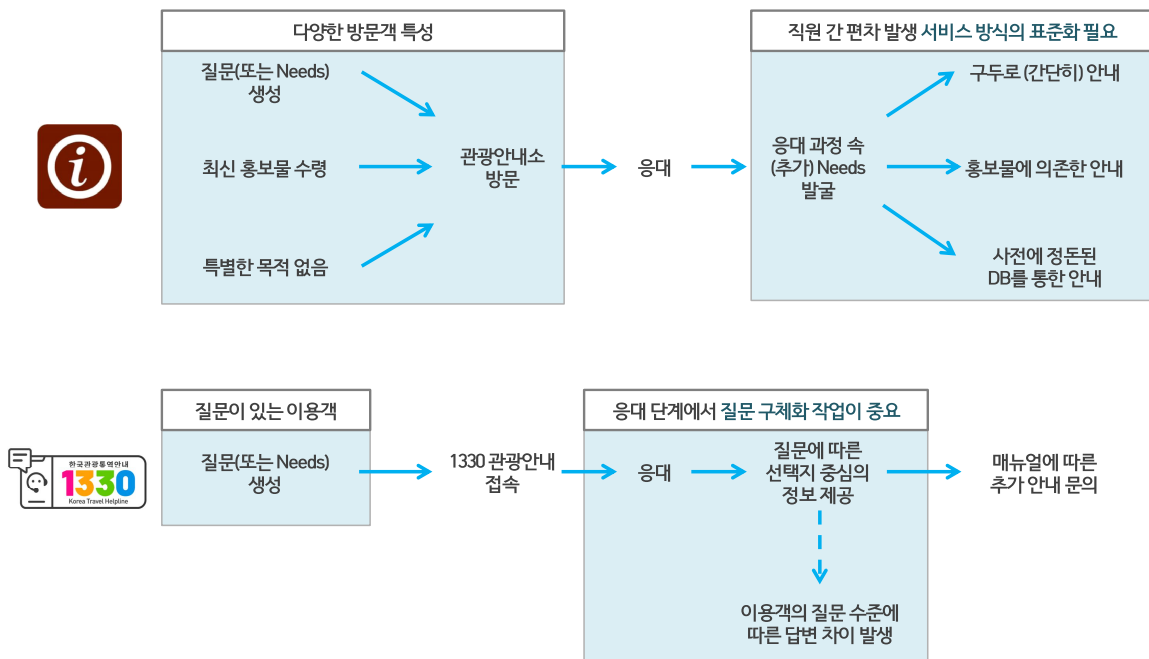 다양한 방문객 특성
직원 간 편차 발생 서비스 방식의 표준화 필요
질문(또는 Needs)
생성
최신 홍보물 수령
특별한 목적 없음
관광안내소
방문
응대
응대 과정 속
(추가) Needs
발굴
구두로 (간단히) 안내
홍보물에 의존한 안내
사전에 정돈된
DB를 통한 안내
i
질문이 있는 이용객
응대 단계에서 질문 구체화 작업이 중요
한국관광통역안내
1330
Korea Travel Helpline
질문(또는 Needs)
생성
1330 관광안내
접속
응대
질문에 따른
선택지 중심의
정보 제공
매뉴얼에 따른
추가 안내 문의
이용객의 질문 수준에
따른 답변 차이 발생